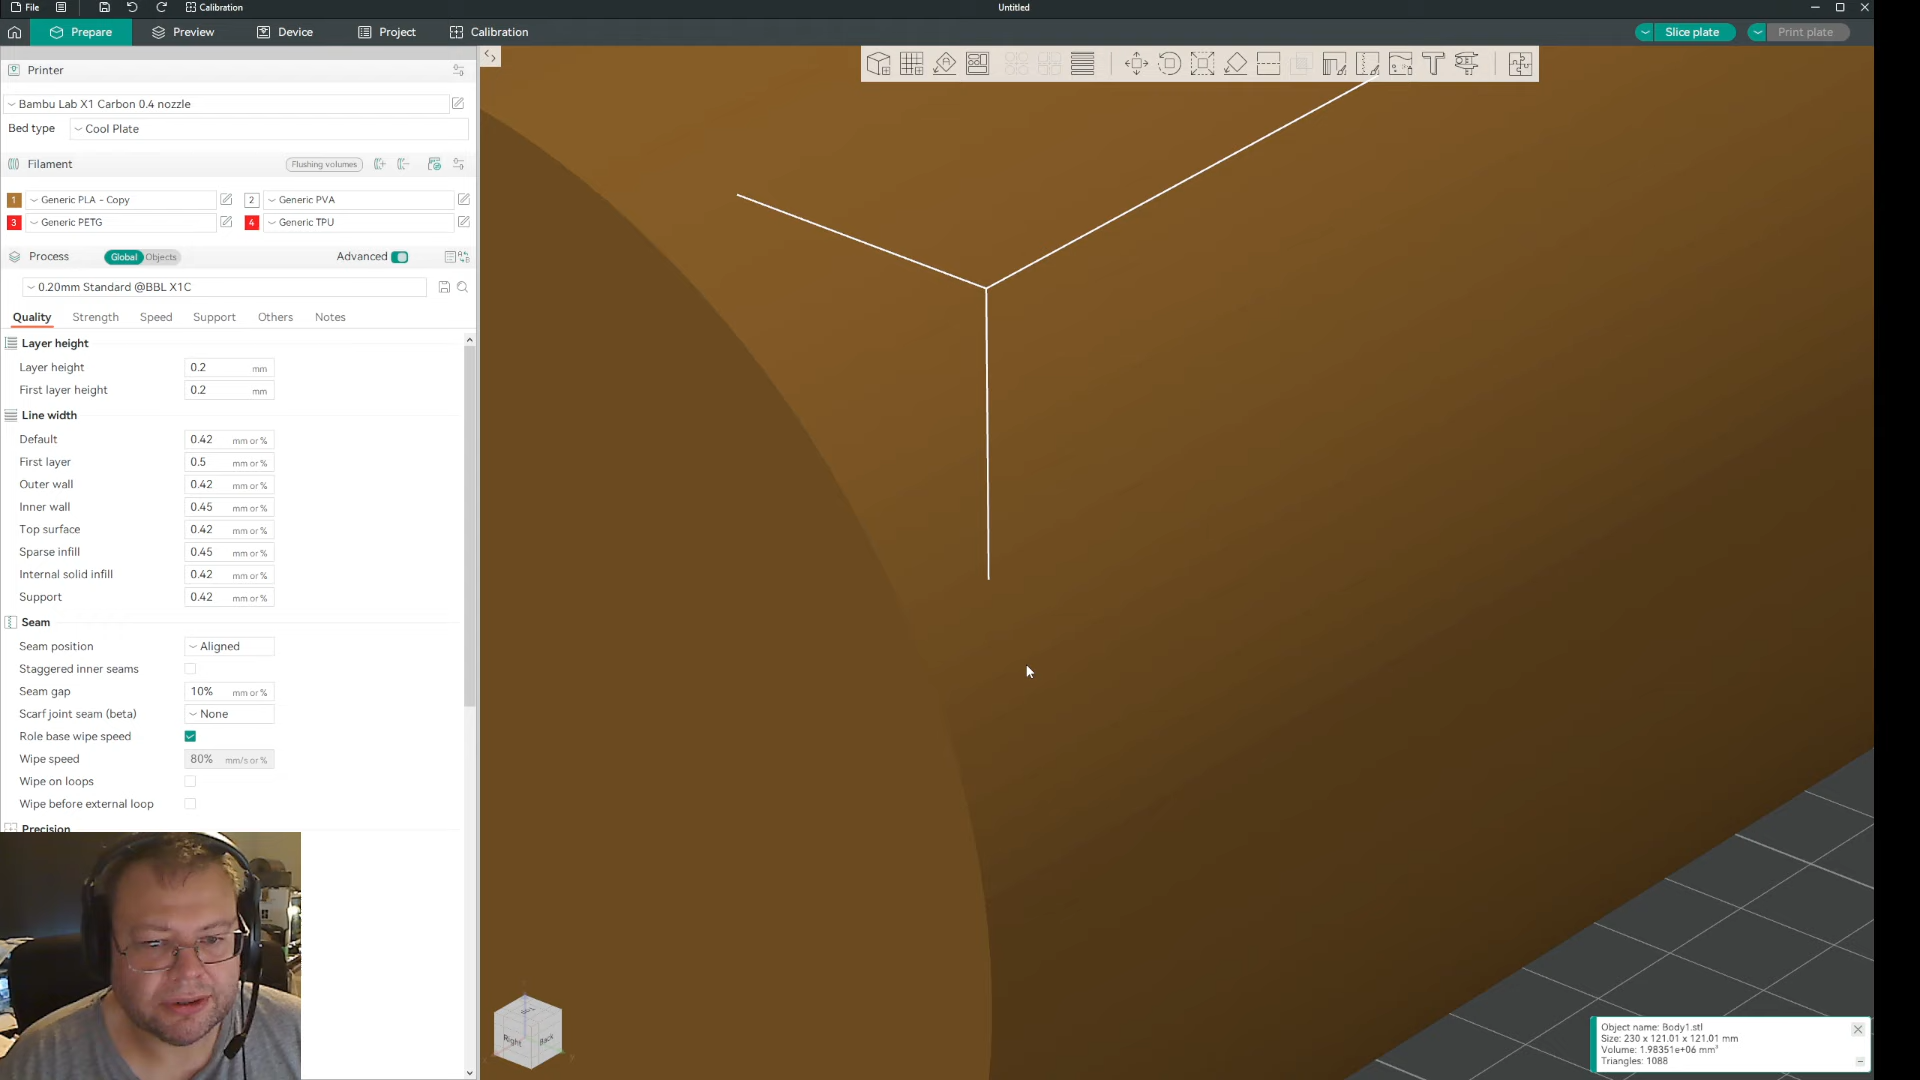 File
Calibration
Untitled
Prepare
Preview
Device
Project
Calibration
Slice plate
Print plate
Printer
Bambu Lab X1 Carbon 0.4 nozzle
Bed type
Cool Plate
Filament
Flushing volumes
1 Generic PLA - Copy
2 Generic PVA
3 Generic PETG
4 Generic TPU
Process
Global
Objects
Advanced
0.20mm Standard @BBL X1C
Quality
Strength
Speed
Support
Others
Notes
Layer height
Layer height 0.2 mm
First layer height 0.2 mm
Line width
Default 0.42 mm or %
First layer 0.5 mm or %
Outer wall 0.42 mm or %
Inner wall 0.45 mm or %
Top surface 0.42 mm or %
Sparse infill 0.45 mm or %
Internal solid infill 0.42 mm or %
Support 0.42 mm or %
Seam
Seam position Aligned
Staggered inner seams
Seam gap 10% mm or %
Scarf joint seam (beta) None
Role base wipe speed
Wipe speed 80% mm/s or %
Wipe on loops
Wipe before external loop
Precision
Right
Back
Object name: Body1.stl
Size: 230 x 121.01 x 121.01 mm
Volume: 1.98351e+06 mm³
Triangles: 1088